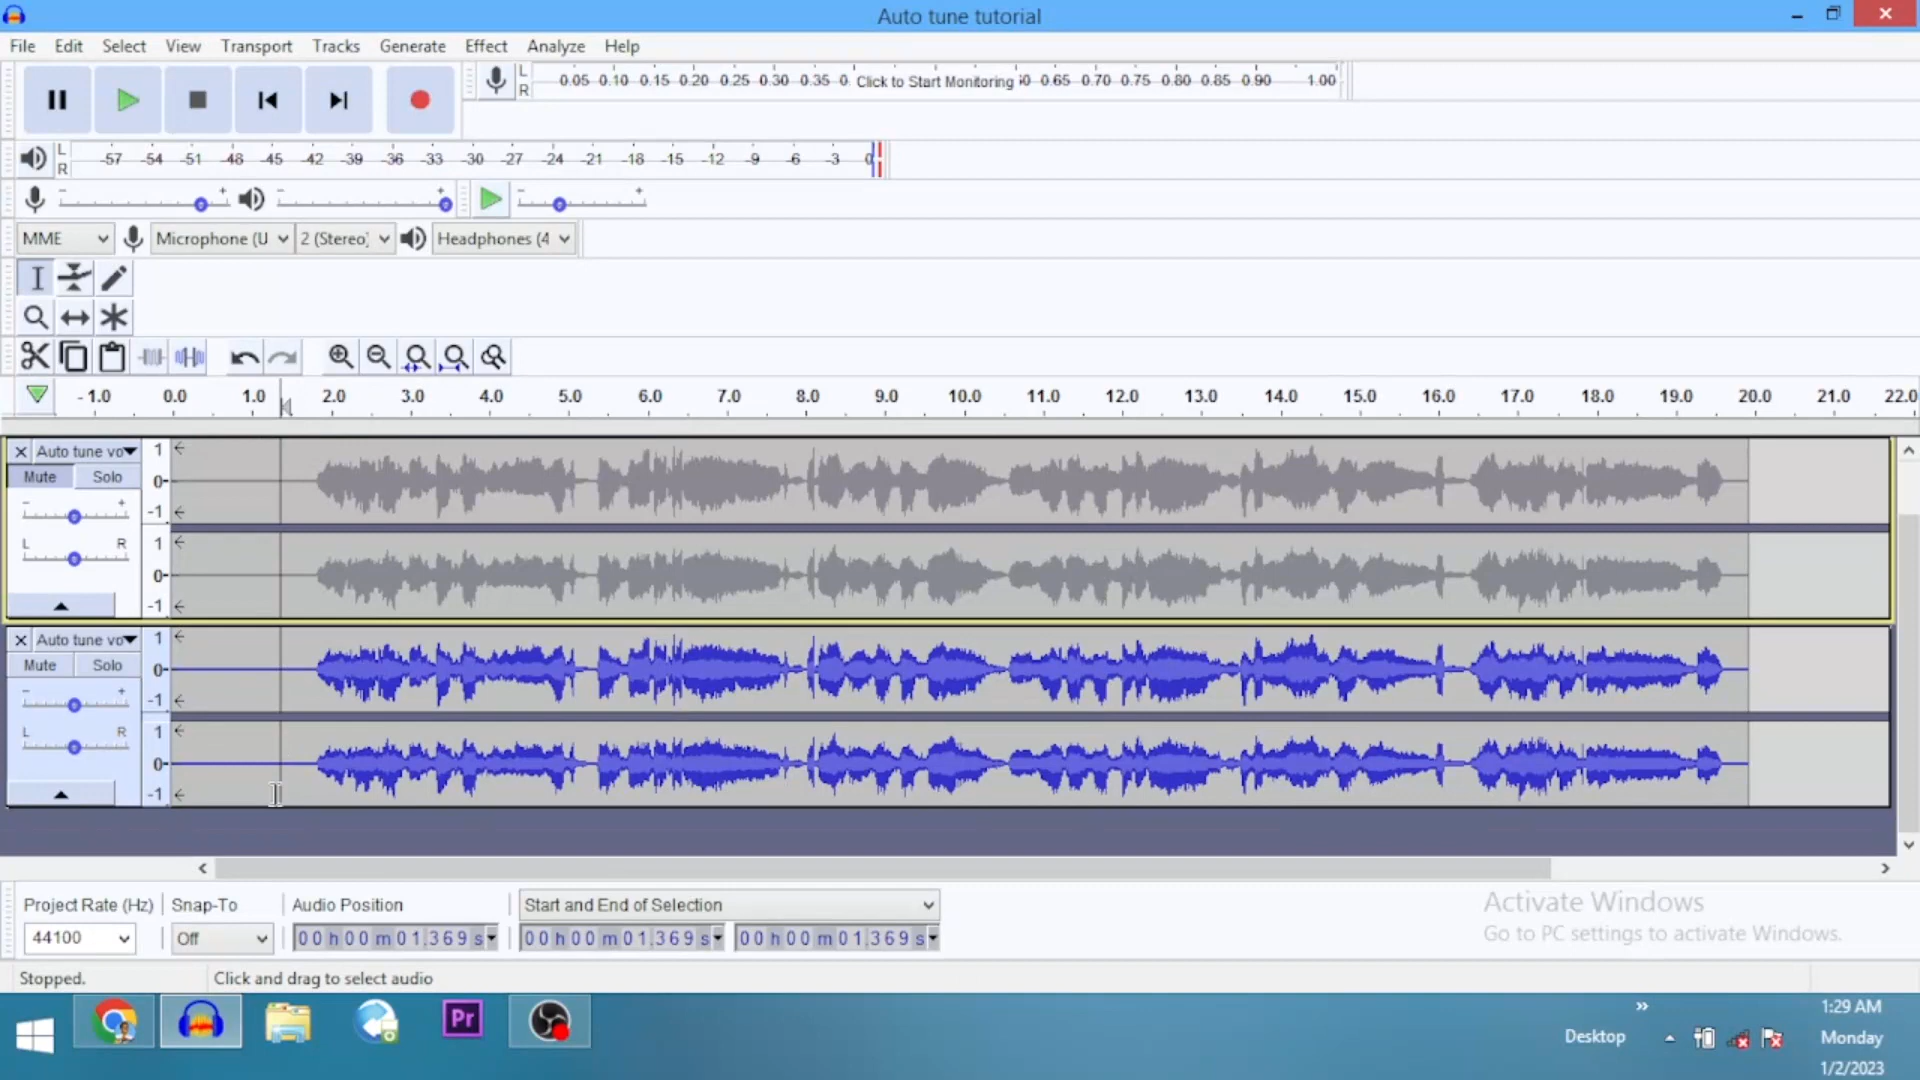 Auto tune tutorial
File Edit Select View Transport Tracks Generate Effect Analyze Help
L
R
0.05 0.10 0.15 0.20 0.25 0.30 0.35 0. Click to Start Monitoring 0.65 0.70 0.75 0.80 0.85 0.90 1.00
L
R
-57 -54 -51 -48 -45 -42 -39 -36 -33 -30 -27 -24 -21 -18 -15 -12 -9 -6 -3 0
- + - + - +
MME Microphone (U 2 (Stereo) Headphones (4
-1.0 0.0 1.0 2.0 3.0 4.0 5.0 6.0 7.0 8.0 9.0 10.0 11.0 12.0 13.0 14.0 15.0 16.0 17.0 18.0 19.0 20.0 21.0 22.0
Auto tune vo 1
Mute Solo 0-
- + -1
L R 1
0-
-1
Auto tune vo 1
Mute Solo 0-
- + -1
L R 1
0-
-1
Project Rate (Hz) Snap-To Audio Position Start and End of Selection
44100 Off 00 h 00 m 01.369 s 00 h 00 m 01.369 s 00 h 00 m 01.369 s
Activate Windows
Go to PC settings to activate Windows.
Stopped. Click and drag to select audio
Pr
Desktop
1:29 AM
Monday
1/2/2023